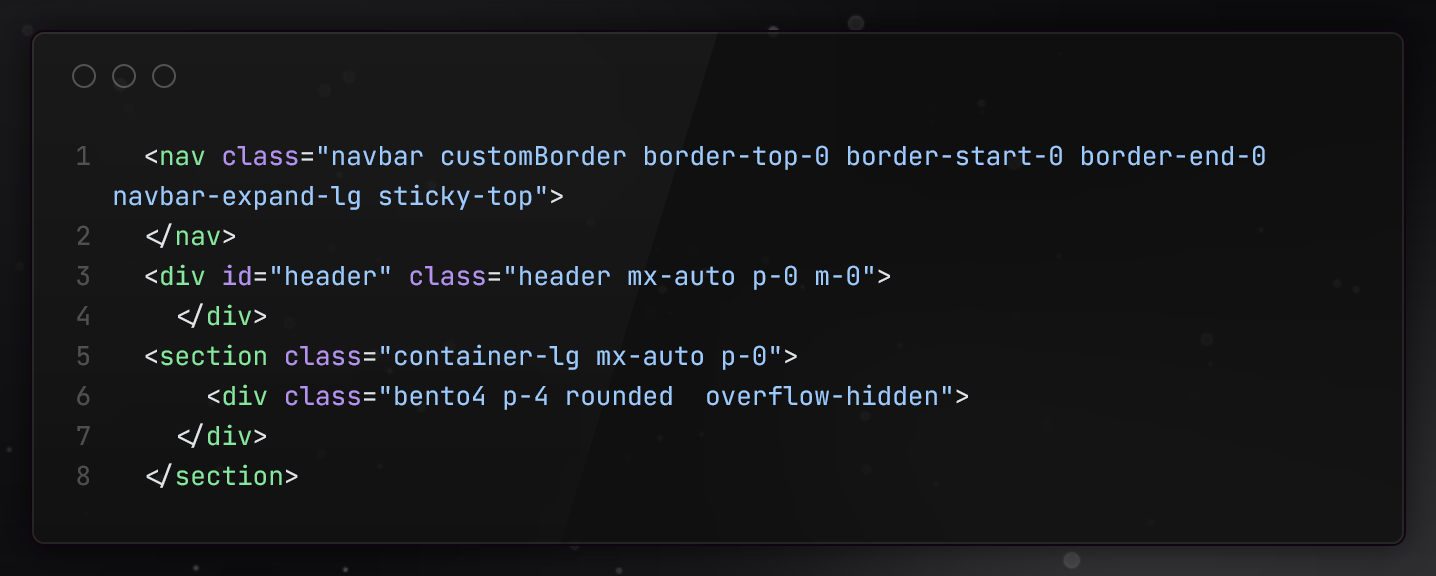 1 <nav class="navbar customBorder border-top-0 border-start-0 border-end-0
navbar-expand-lg sticky-top">
2 </nav>
3 <div id="header" class="header mx-auto p-0 m-0">
4 </div>
5 <section class="container-lg mx-auto p-0">
6 <div class="bento4 p-4 rounded  overflow-hidden">
7 </div>
8 </section>